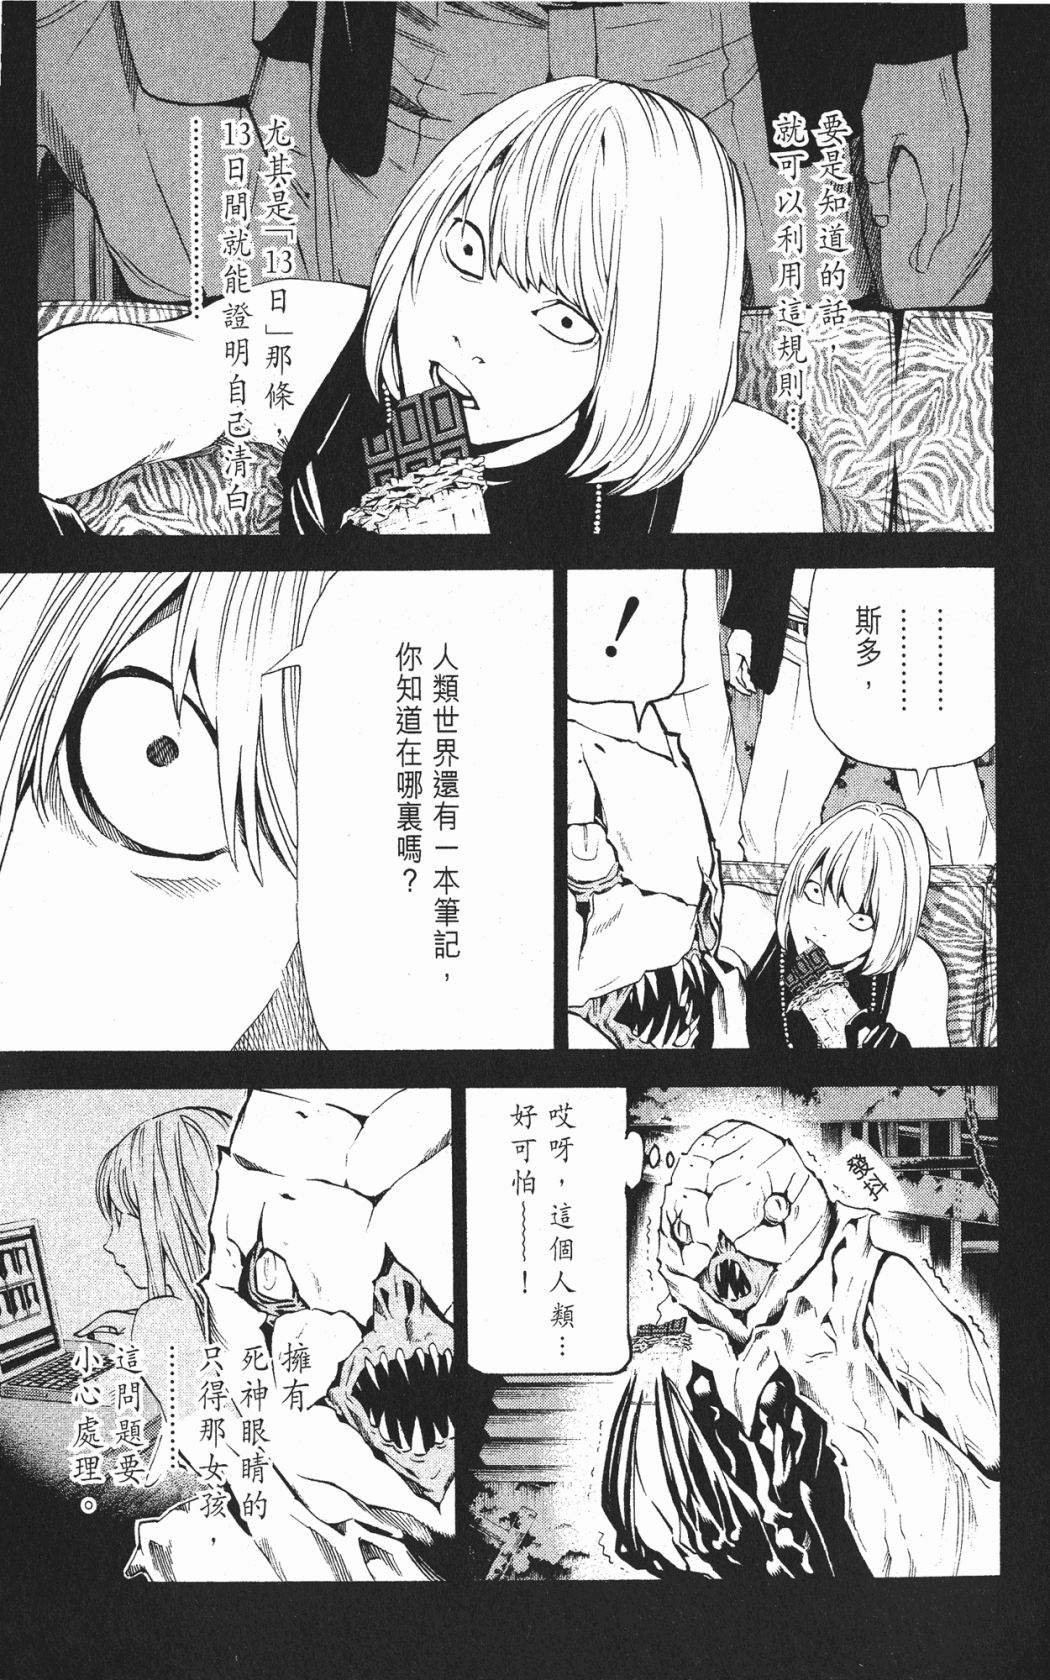 要是知道的話，
就可以利用這規則…
尤其是「13日」那條，
13日間就能證明自己清白
………………
…………
斯多，
！
人類世界還有一本筆記，
你知道在哪裏嗎？
發抖
哎呀，這個人類…
好可怕～～！
擁有
死神眼睛的
只得那女孩，
…………
這問題要
小心處理。